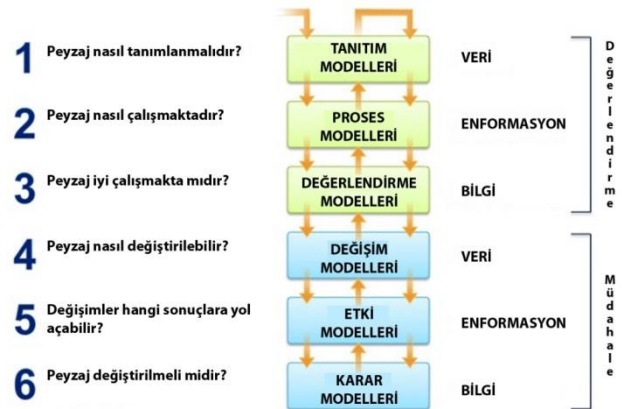 1 Peyzaj nasıl tanımlanmalıdır?
TANITIM
MODELLERİ
VERİ
2 Peyzaj nasıl çalışmaktadır?
PROSES
MODELLERİ
ENFORMASYON
3 Peyzaj iyi çalışmakta mıdır?
DEĞERLENDİRME
MODELLERİ
BİLGİ
Değerlendirme
4 Peyzaj nasıl değiştirilebilir?
DEĞİŞİM
MODELLERİ
VERİ
5 Değişimler hangi sonuçlara yol
açabilir?
ETKİ
MODELLERİ
ENFORMASYON
6 Peyzaj değiştirilmeli midir?
KARAR
MODELLERİ
BİLGİ
Müdahale